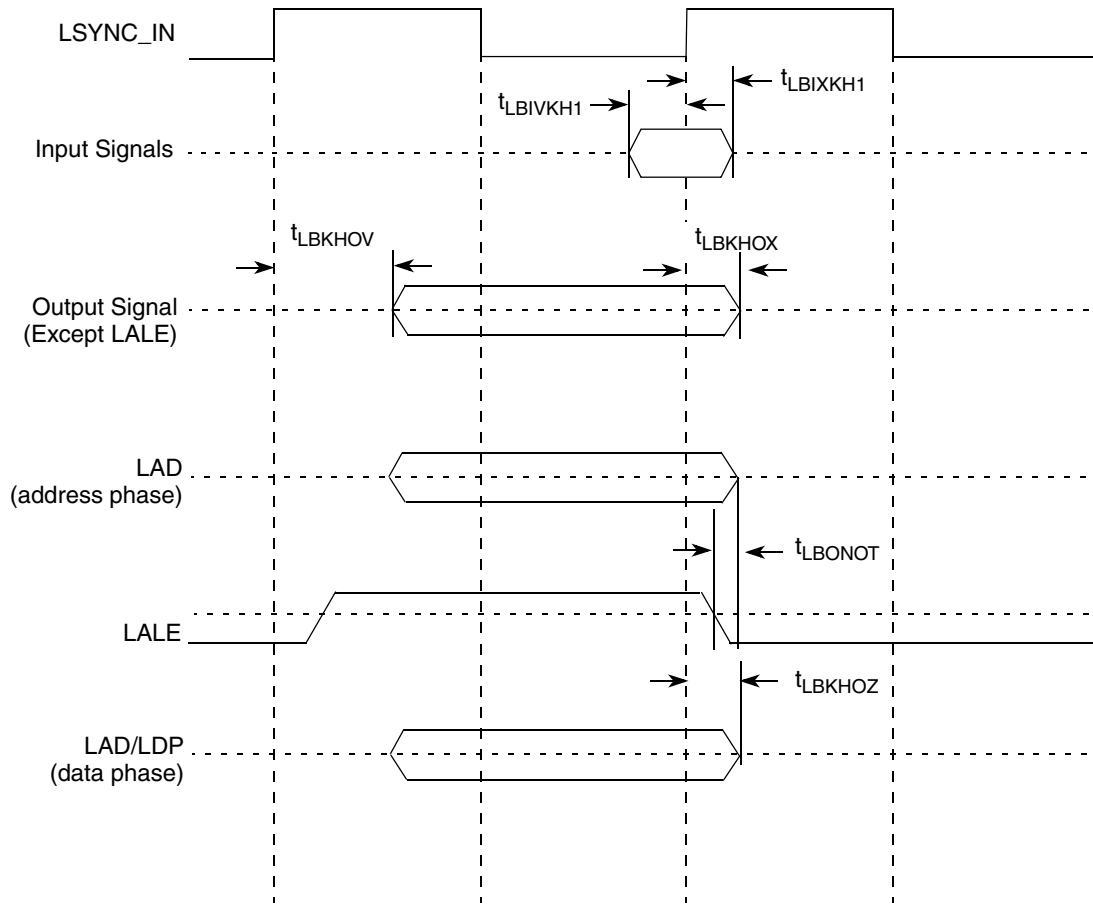 LSYNC_IN
tLBIXKH1
tLBIVKH1
Input Signals
tLBKHOV
tLBKHOX
Output Signal
(Except LALE)
LAD
(address phase)
tLBONOT
LALE
tLBKHOZ
LAD/LDP
(data phase)